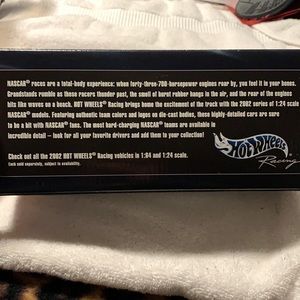 NASCAR® races are a total-body experience: when forty-three-700-horsepower engines roar by, you feel it in your bones.
Grandstands rumble as these racers thunder past, the smell of burnt rubber hangs in the air, and the roar of the engines
hits like waves on a beach. HOT WHEELS® Racing brings home the excitement of the track with the 2002 series of 1:24 scale
NASCAR® models. Featuring authentic team colors and logos on die-cast bodies, these highly-detailed cars are sure
to be a hit with NASCAR® fans. The most hard-charging NASCAR® teams are available in
incredible detail – look for all your favorite drivers and add them to your collection!
Check out all the 2002 HOT WHEELS® Racing vehicles in 1:64 and 1:24 scale.
Each sold separately, subject to availability.
HOT WHEELS
Racing